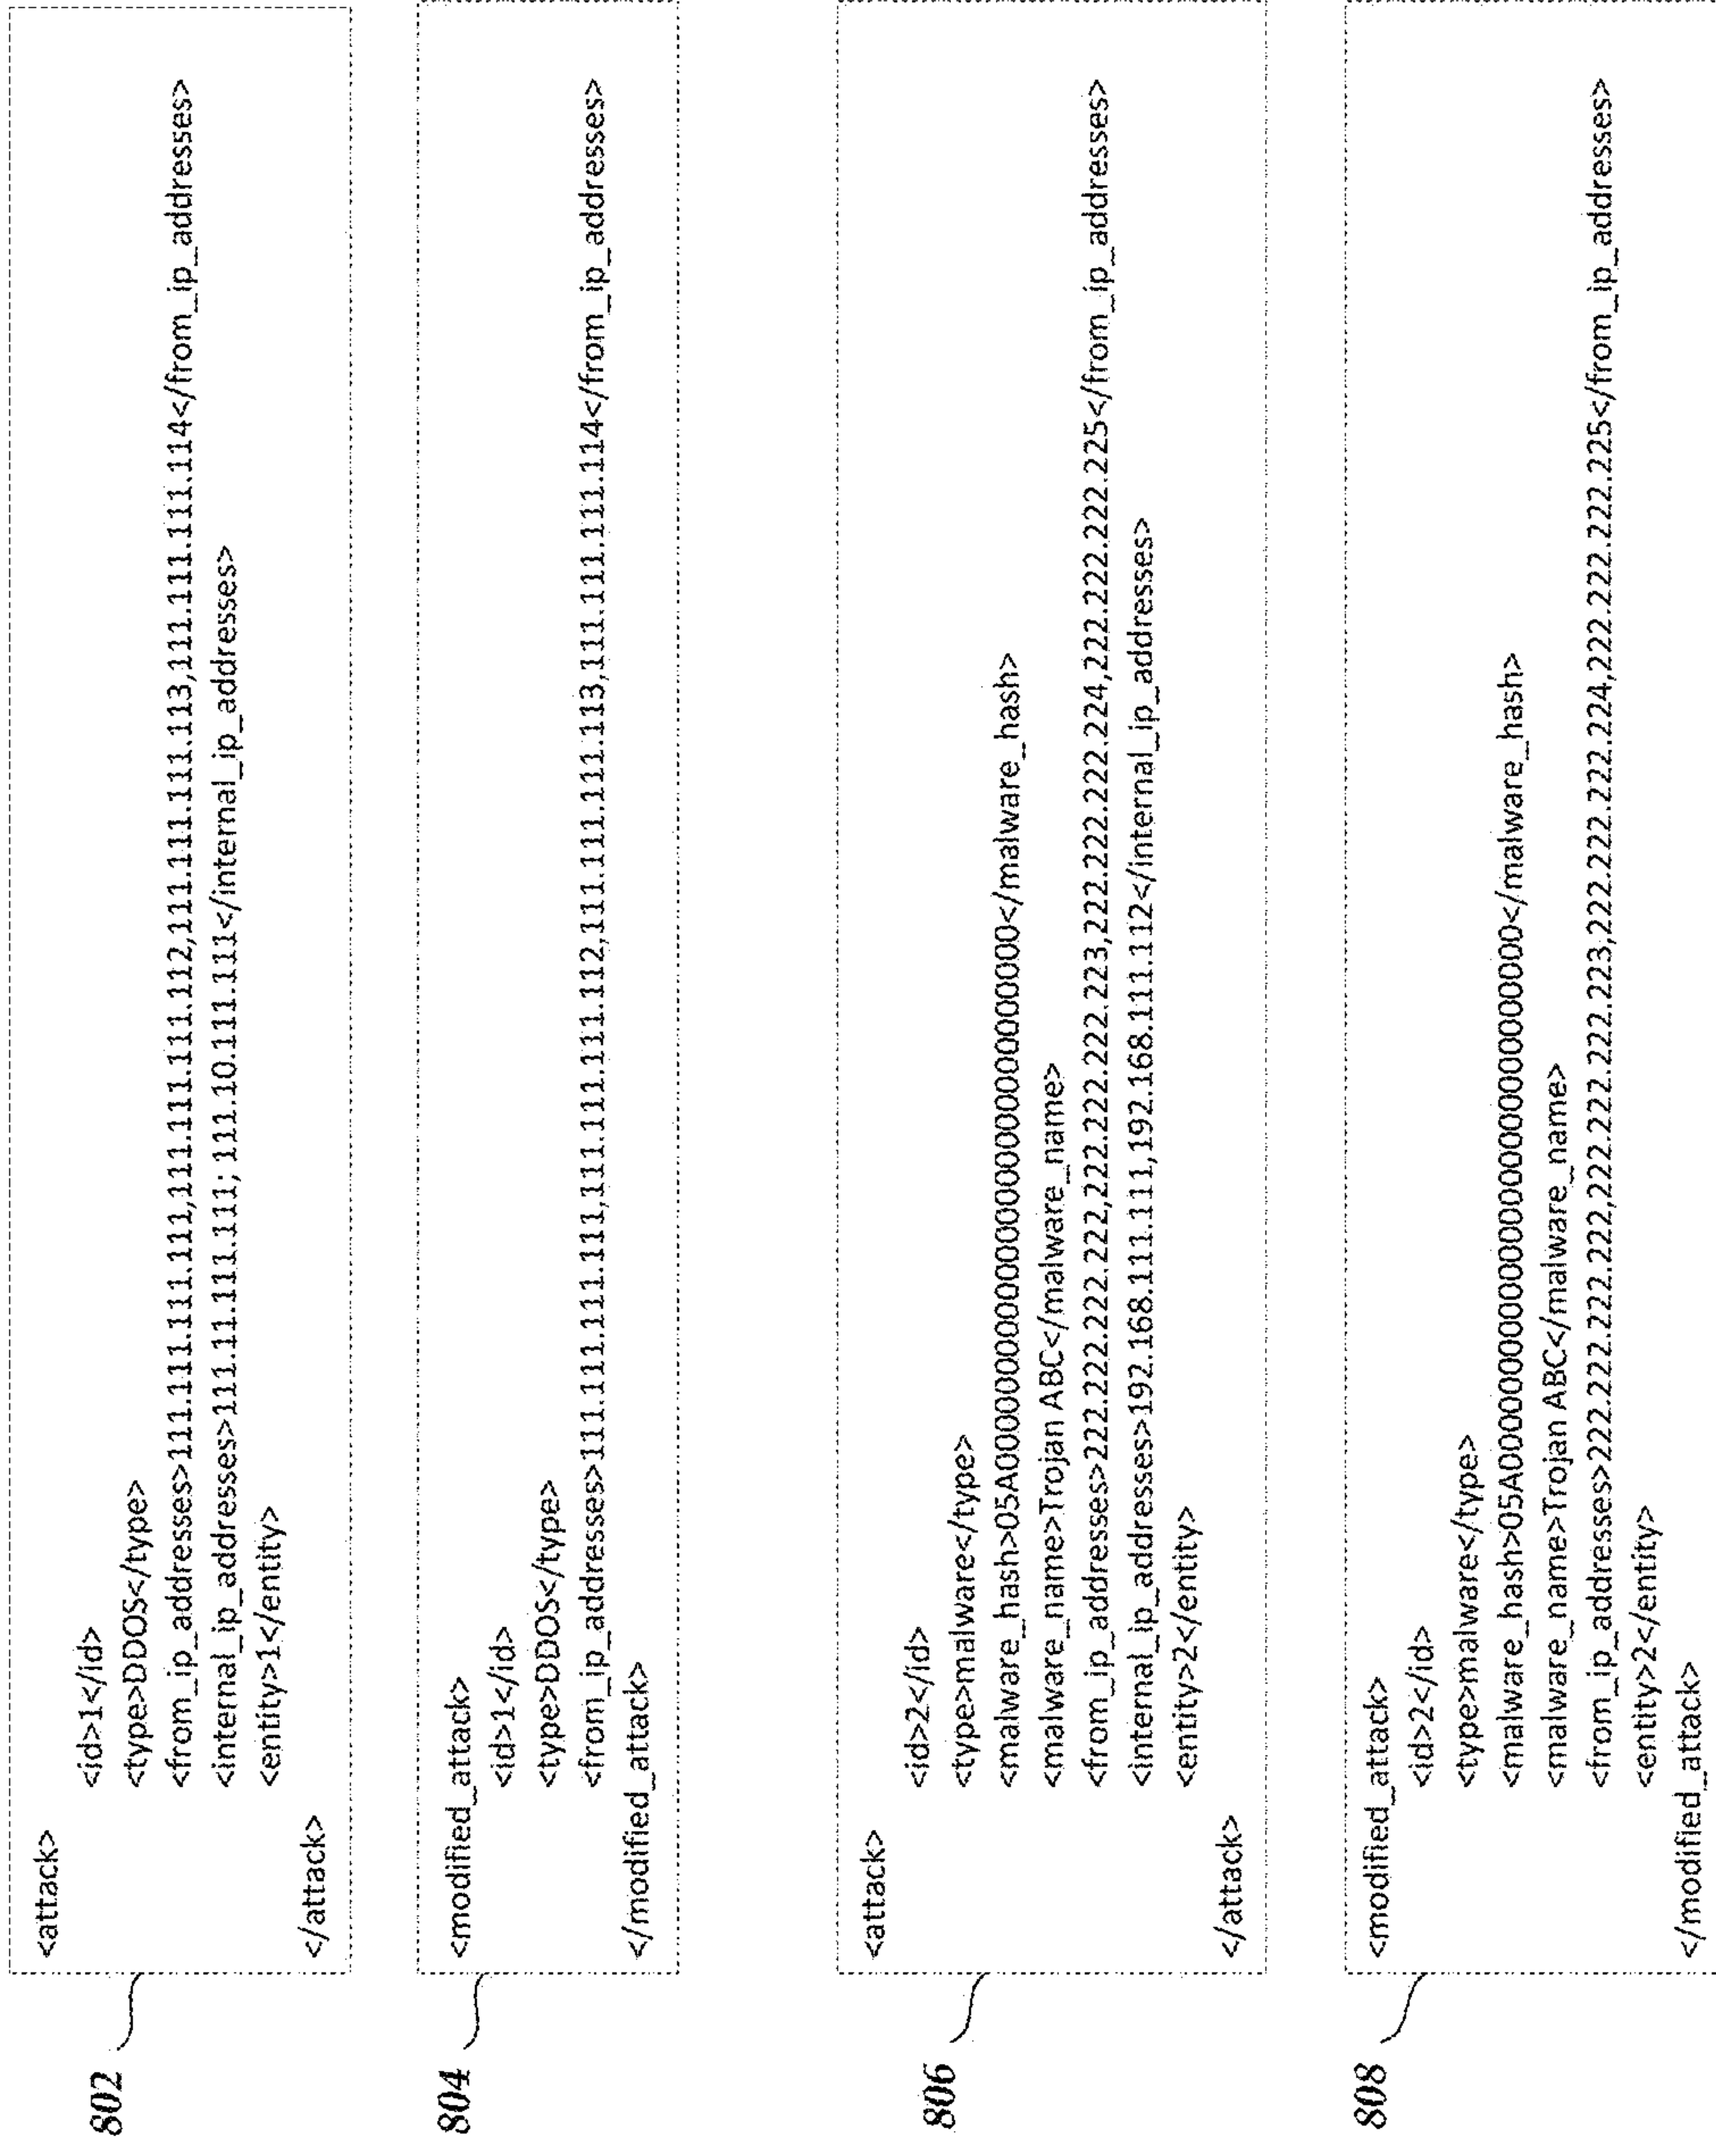 802
<attack>
<id>1</id>
<type>DDOS</type>
<from_ip_addresses>111.111.111.111,111.111.111.112,111.111.111.113,111.111.111.114</from_ip_addresses>
<internal_ip_addresses>111.11.111.111; 111.10.111.111</internal_ip_addresses>
<entity>1</entity>
</attack>
804
<modified_attack>
<id>1</id>
<type>DDOS</type>
<from_ip_addresses>111.111.111.111,111.111.111.112,111.111.111.113,111.111.111.114</from_ip_addresses>
</modified_attack>
806
<attack>
<id>2</id>
<type>malware</type>
<malware_hash>05A00000000000000000000000000000</malware_hash>
<malware_name>Trojan ABC</malware_name>
<from_ip_addresses>222.222.222.222,222.222.222.223,222.222.222.224,222.222.222.225</from_ip_addresses>
<internal_ip_addresses>192.168.111.111,192.168.111.112</internal_ip_addresses>
<entity>2</entity>
</attack>
808
<modified_attack>
<id>2</id>
<type>malware</type>
<malware_hash>05A00000000000000000000000000000</malware_hash>
<malware_name>Trojan ABC</malware_name>
<from_ip_addresses>222.222.222.222,222.222.222.223,222.222.222.224,222.222.222.225</from_ip_addresses>
<entity>2</entity>
</modified_attack>